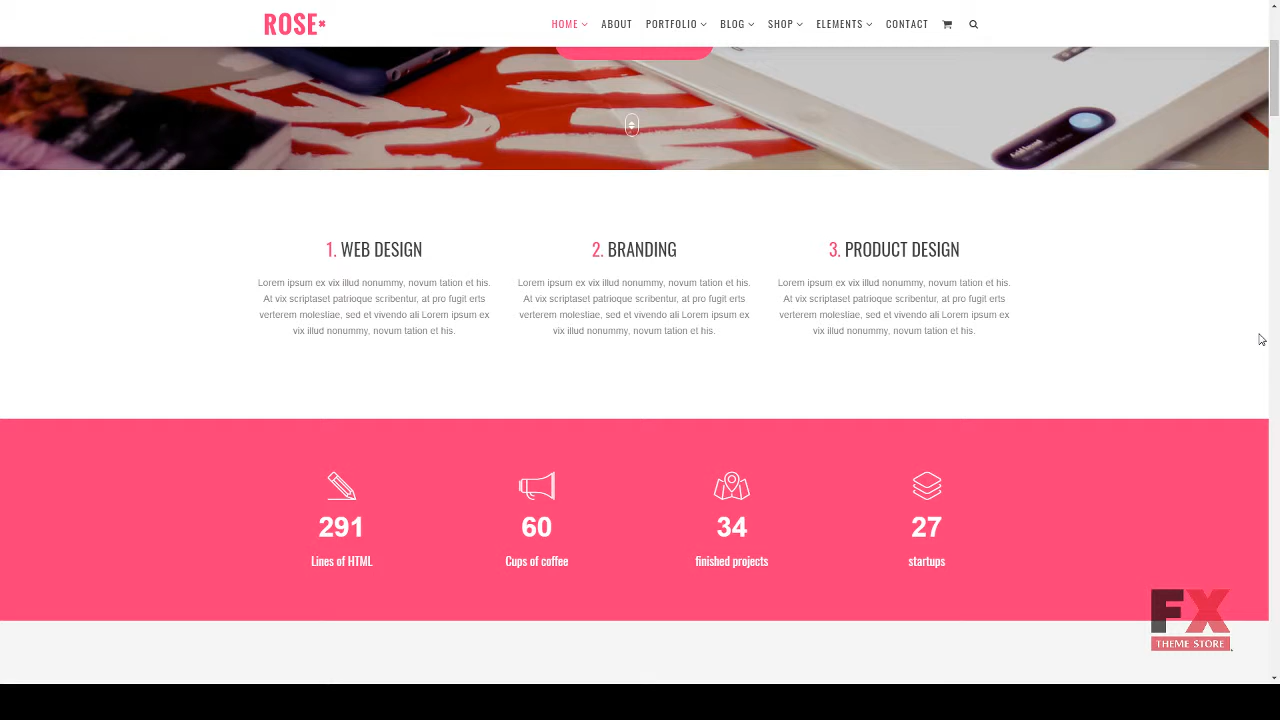 ROSE*
HOME ABOUT PORTFOLIO BLOG SHOP ELEMENTS CONTACT
1. WEB DESIGN
Lorem ipsum ex vix illud nonummy, novum tation et his.
At vix scriptaset patrioque scribentur, at pro fugit erts
verterem molestiae, sed et vivendo ali Lorem ipsum ex
vix illud nonummy, novum tation et his.
2. BRANDING
Lorem ipsum ex vix illud nonummy, novum tation et his.
At vix scriptaset patrioque scribentur, at pro fugit erts
verterem molestiae, sed et vivendo ali Lorem ipsum ex
vix illud nonummy, novum tation et his.
3. PRODUCT DESIGN
Lorem ipsum ex vix illud nonummy, novum tation et his.
At vix scriptaset patrioque scribentur, at pro fugit erts
verterem molestiae, sed et vivendo ali Lorem ipsum ex
vix illud nonummy, novum tation et his.
291
Lines of HTML
60
Cups of coffee
34
finished projects
27
startups
FX
THEME STORE